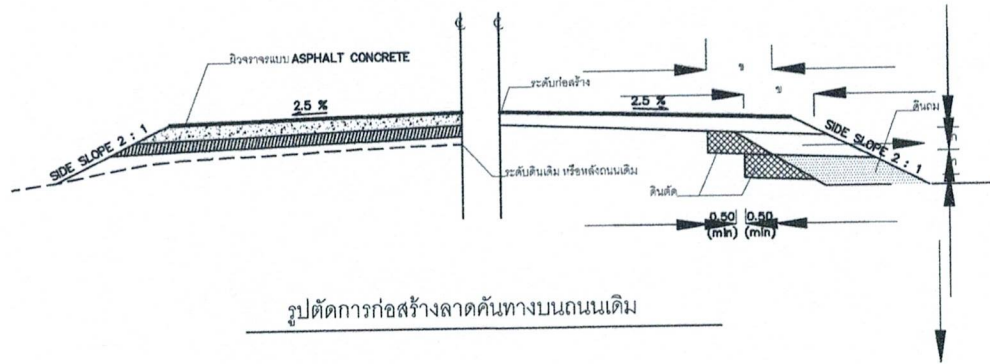 ℄ ℄
ผิวจราจรแบบ ASPHALT CONCRETE
ข
ระดับก่อสร้าง
ข
2.5 %
2.5 %
ดินถม
SIDE SLOPE 2 : 1
SIDE SLOPE 2 : 1
ระดับดินเดิม หรือหลังถนนเดิม
ดินตัด
0.50 0.50
(min) (min)
รูปตัดการก่อสร้างลาดคันทางบนถนนเดิม